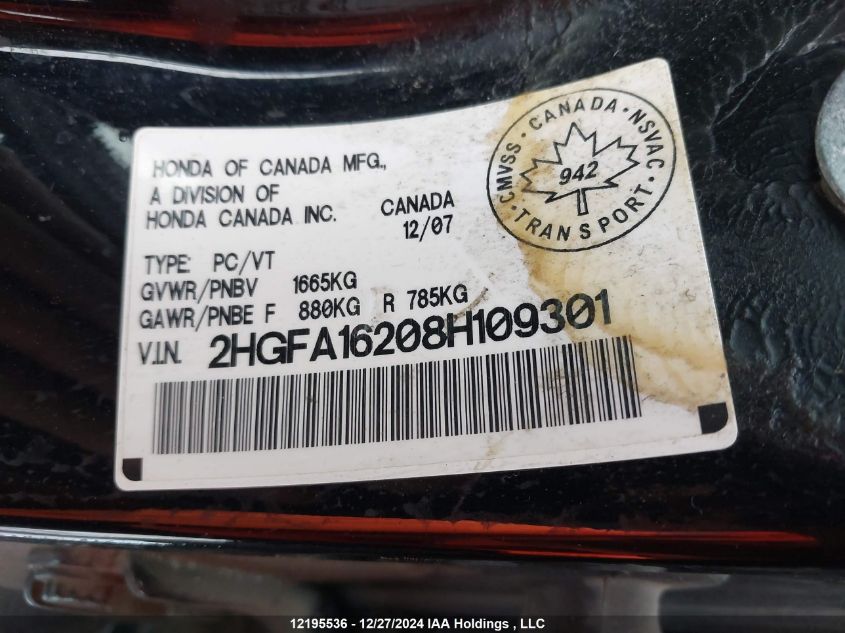 HONDA OF CANADA MFG.,
A DIVISION OF
HONDA CANADA INC. CANADA
12/07
TYPE: PC/VT
GVWR/PNBV 1665KG
GAWR/PNBE F 880KG R 785KG
V.I.N. 2HGFA16208H109301
CMVSS · CANADA · NSVAC
942
· TRANSPORT ·
12195536 - 12/27/2024 IAA Holdings , LLC